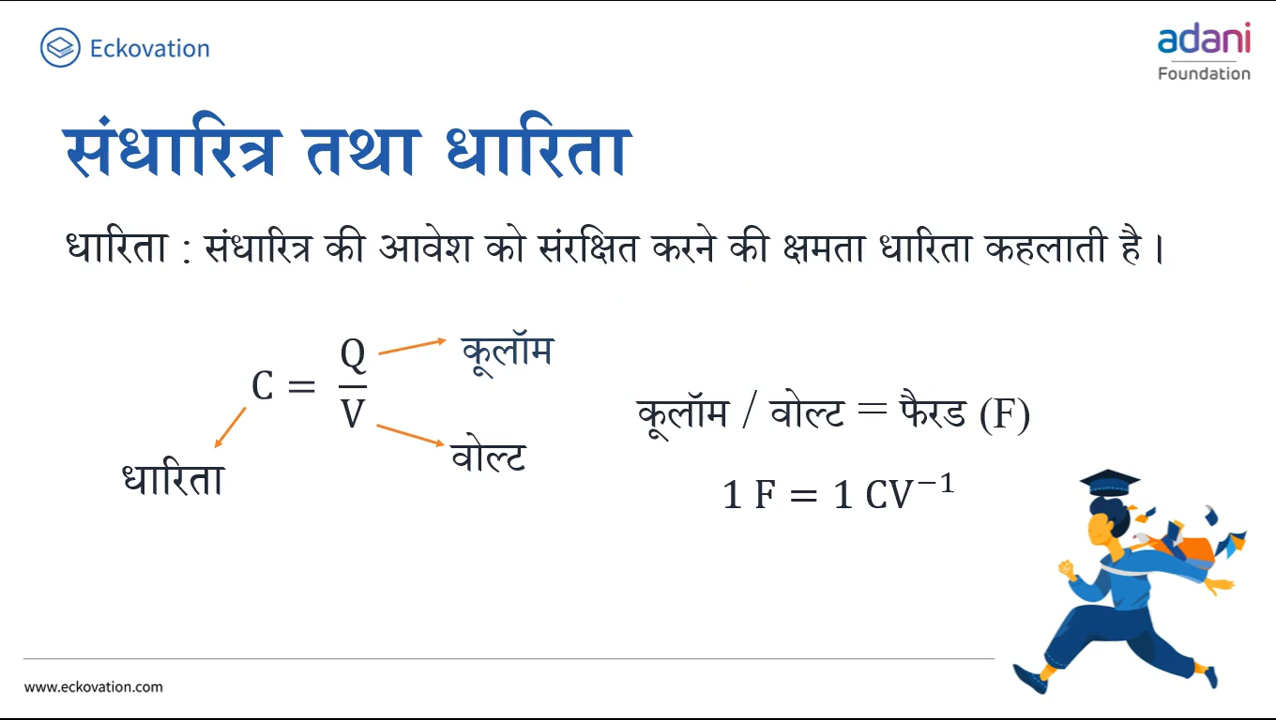 Eckovation
adani
Foundation
संधारित्र तथा धारिता
धारिता : संधारित्र की आवेश को संरक्षित करने की क्षमता धारिता कहलाती है ।
C = Q/V
कूलॉम
वोल्ट
धारिता
कूलॉम / वोल्ट = फैरड (F)
1 F = 1 CV⁻¹
www.eckovation.com